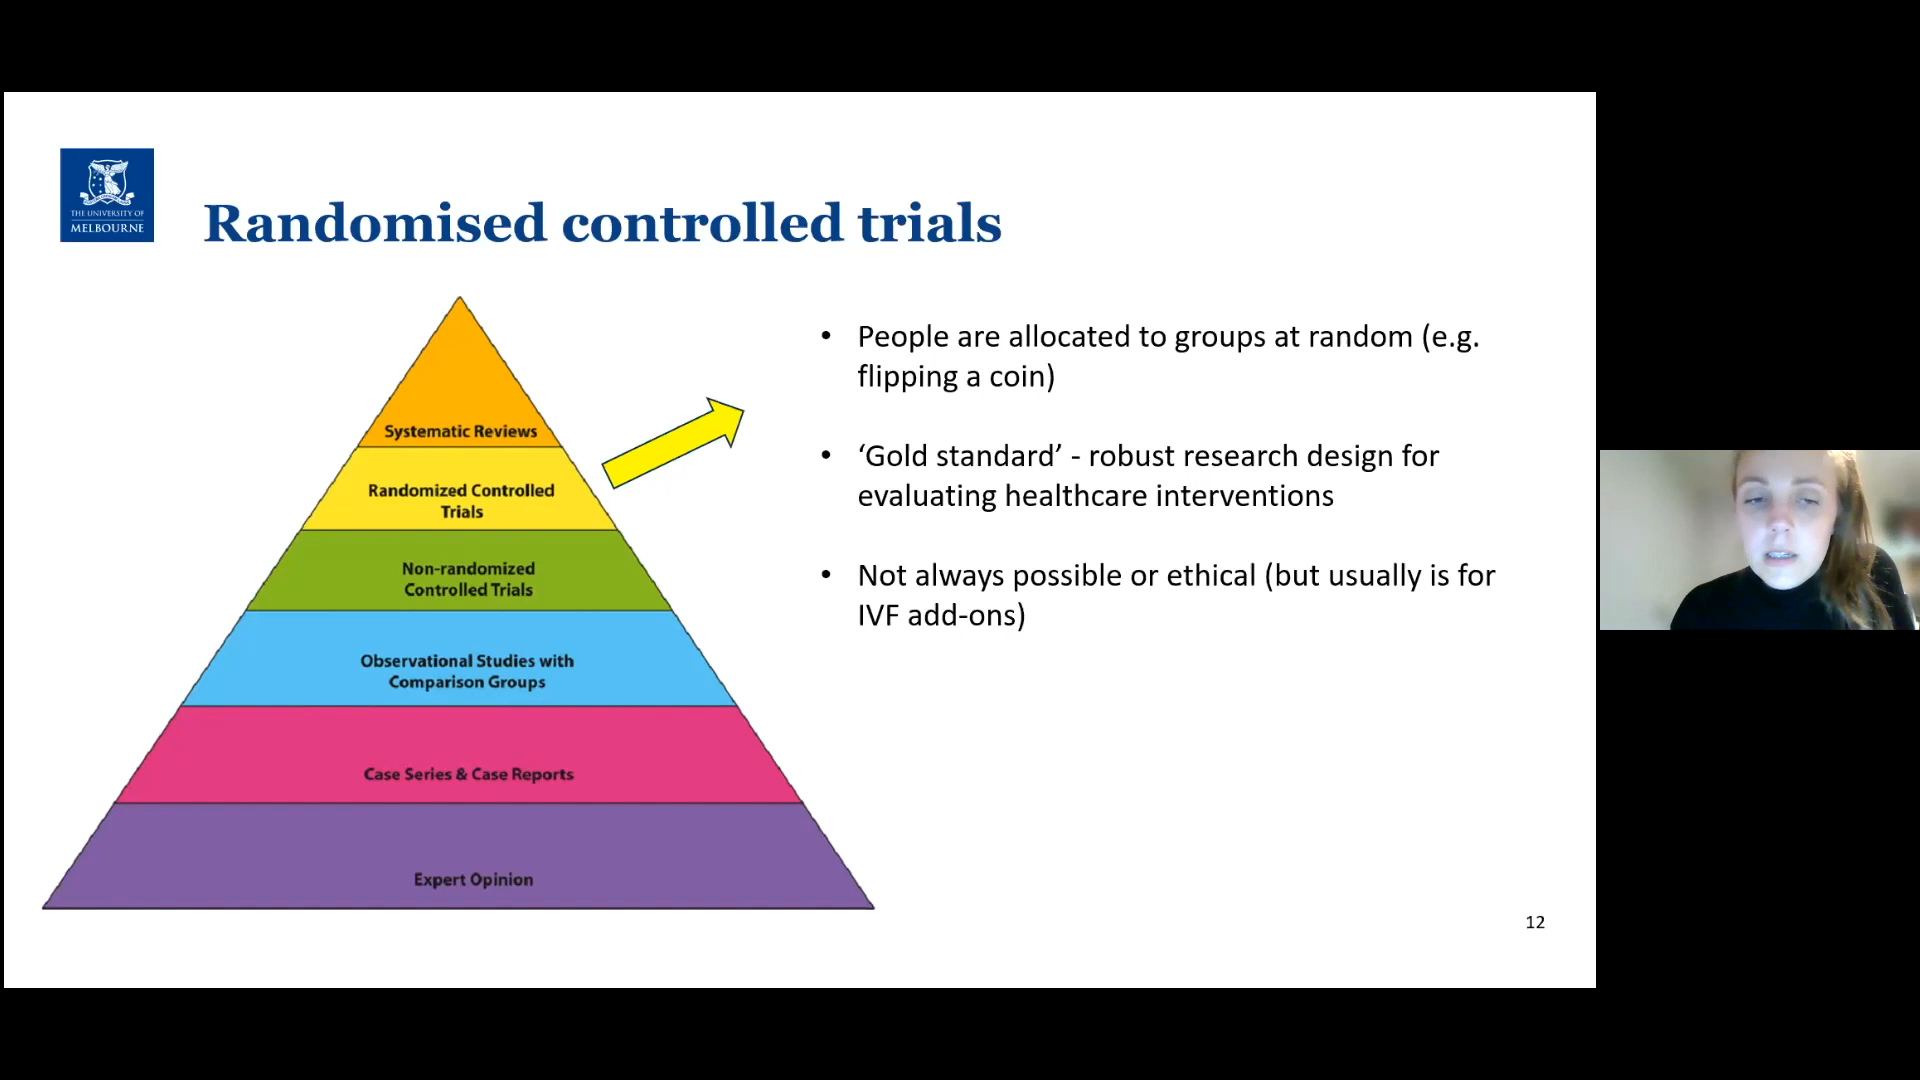 THE UNIVERSITY OF
MELBOURNE
Randomised controlled trials
Systematic Reviews
Randomized Controlled
Trials
Non-randomized
Controlled Trials
Observational Studies with
Comparison Groups
Case Series & Case Reports
Expert Opinion
• People are allocated to groups at random (e.g.
flipping a coin)
• ‘Gold standard’ - robust research design for
evaluating healthcare interventions
• Not always possible or ethical (but usually is for
IVF add-ons)
12